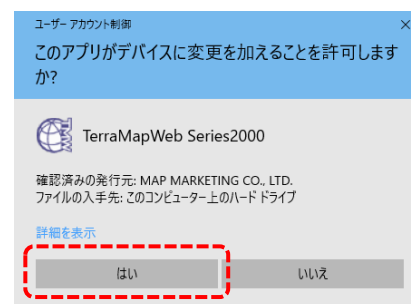 ユーザー アカウント制御
このアプリがデバイスに変更を加えることを許可します
か?
TerraMapWeb Series2000
確認済みの発行元: MAP MARKETING CO., LTD.
ファイルの入手先: このコンピューター上のハード ドライブ
詳細を表示
はい
いいえ